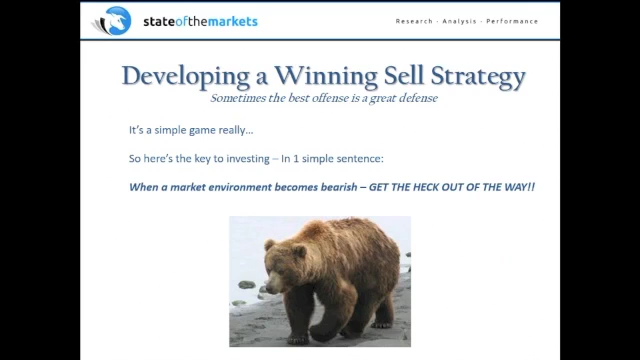 stateofthemarkets
Research · Analysis · Performance
Developing a Winning Sell Strategy
Sometimes the best offense is a great defense
It's a simple game really…
So here's the key to investing – In 1 simple sentence:
When a market environment becomes bearish – GET THE HECK OUT OF THE WAY!!